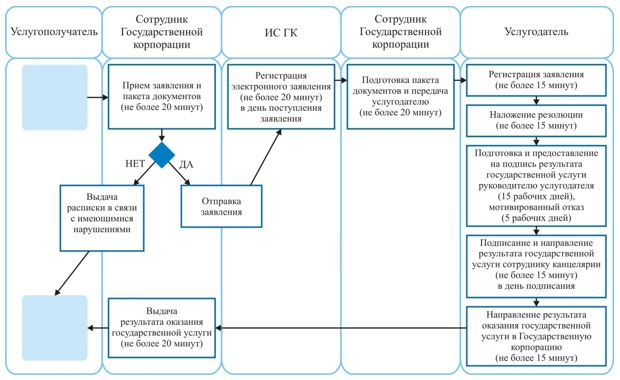 Услугополучатель
Сотрудник
Государственной
корпорации
ИС ГК
Сотрудник
Государственной
корпорации
Услугодатель
Прием заявления и
пакета документов
(не более 20 минут)
Регистрация
электронного заявления
(не более 20 минут)
в день поступления
заявления
Подготовка пакета
документов и передача
услугодателю
(не более 20 минут)
Регистрация заявления
(не более 15 минут)
Наложение резолюции
(не более 15 минут)
НЕТ
ДА
Подготовка и предоставление
на подпись результата
государственной услуги
руководителю услугодателя
(15 рабочих дней),
мотивированный отказ
(5 рабочих дней)
Выдача
расписки в связи
с имеющимися
нарушениями
Отправка
заявления
Подписание и направление
результата государственной
услуги сотруднику канцелярии
(не более 15 минут)
в день подписания
Выдача
результата оказания
государственной услуги
(не более 20 минут)
Направление результата
оказания государственной
услуги в Государственную
корпорацию
(не более 15 минут)